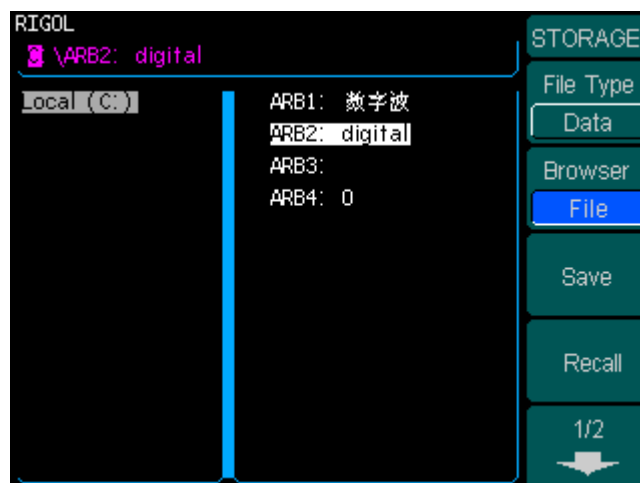 RIGOL
C \ARB2: digital
Local (C:)
ARB1: 数字波
ARB2: digital
ARB3:
ARB4: 0
STORAGE
File Type
Data
Browser
File
Save
Recall
1/2